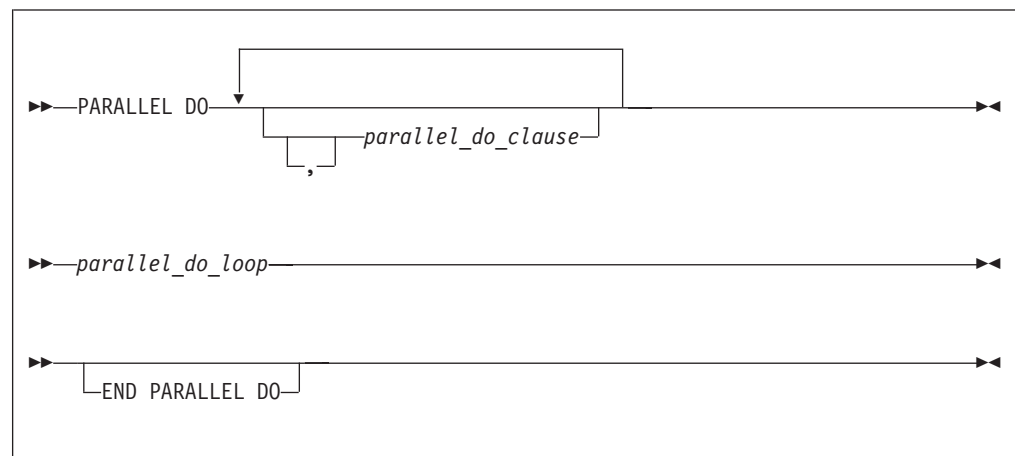 PARALLEL DO
parallel_do_clause
,
parallel_do_loop
END PARALLEL DO